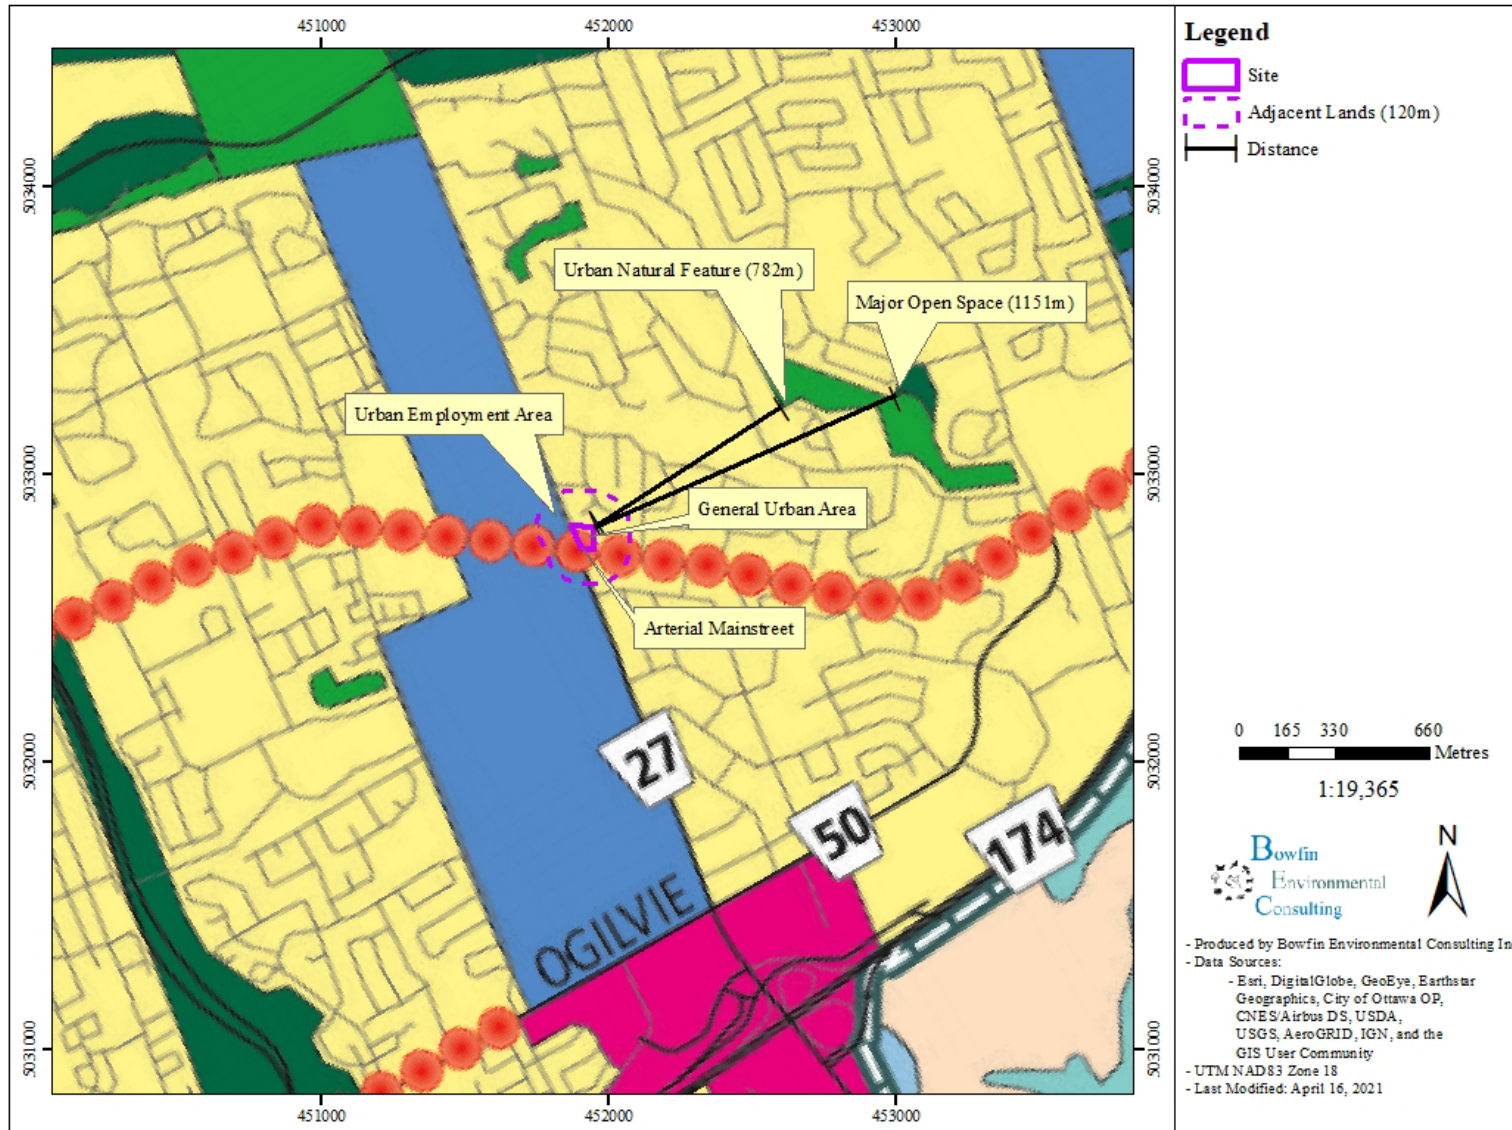 451000
452000
453000
Legend
Site
Adjacent Lands (120m)
Distance
5034000
5034000
Urban Natural Feature (782m)
Major Open Space (1151m)
Urban Employment Area
5033000
5033000
General Urban Area
Arterial Mainstreet
27
5032000
5032000
50
174
OGILVIE
5031000
5031000
451000
452000
453000
0 165 330 660
Metres
1:19,365
Bowfin
Environmental
Consulting
N
- Produced by Bowfin Environmental Consulting In
- Data Sources:
- Esri, DigitalGlobe, GeoEye, Earthstar
Geographics, City of Ottawa OP,
CNES/Airbus DS, USDA,
USGS, AeroGRID, IGN, and the
GIS User Community
- UTM NAD83 Zone 18
- Last Modified: April 16, 2021